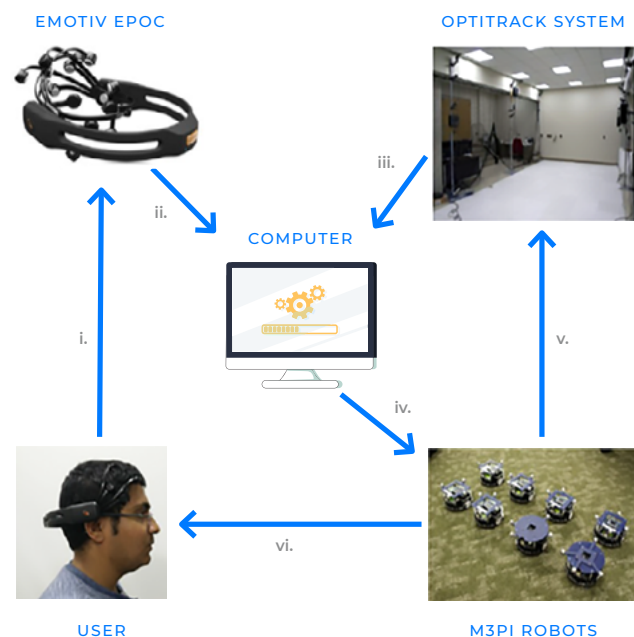 EMOTIV EPOC
OPTITRACK SYSTEM
iii.
ii.
COMPUTER
i.
v.
iv.
vi.
USER
M3PI ROBOTS